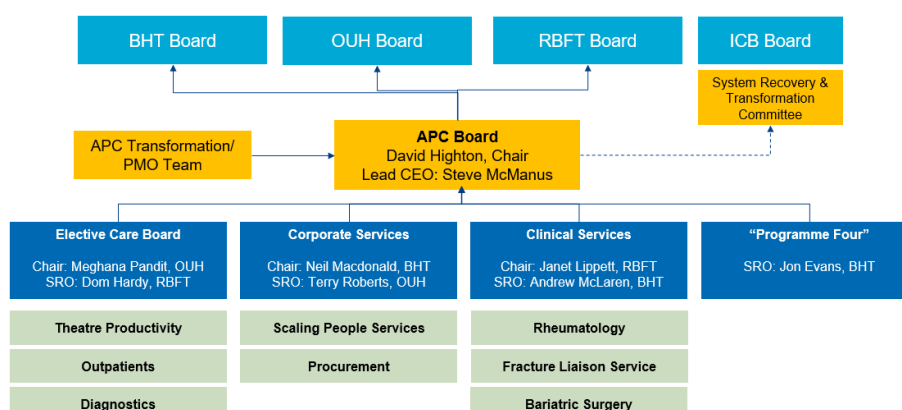 BHT Board
OUH Board
RBFT Board
ICB Board
System Recovery &
Transformation
Committee
APC Transformation/
PMO Team
APC Board
David Highton, Chair
Lead CEO: Steve McManus
Elective Care Board
Chair: Meghana Pandit, OUH
SRO: Dom Hardy, RBFT
Corporate Services
Chair: Neil Macdonald, BHT
SRO: Terry Roberts, OUH
Clinical Services
Chair: Janet Lippett, RBFT
SRO: Andrew McLaren, BHT
“Programme Four”
SRO: Jon Evans, BHT
Theatre Productivity
Scaling People Services
Rheumatology
Outpatients
Procurement
Fracture Liaison Service
Diagnostics
Bariatric Surgery